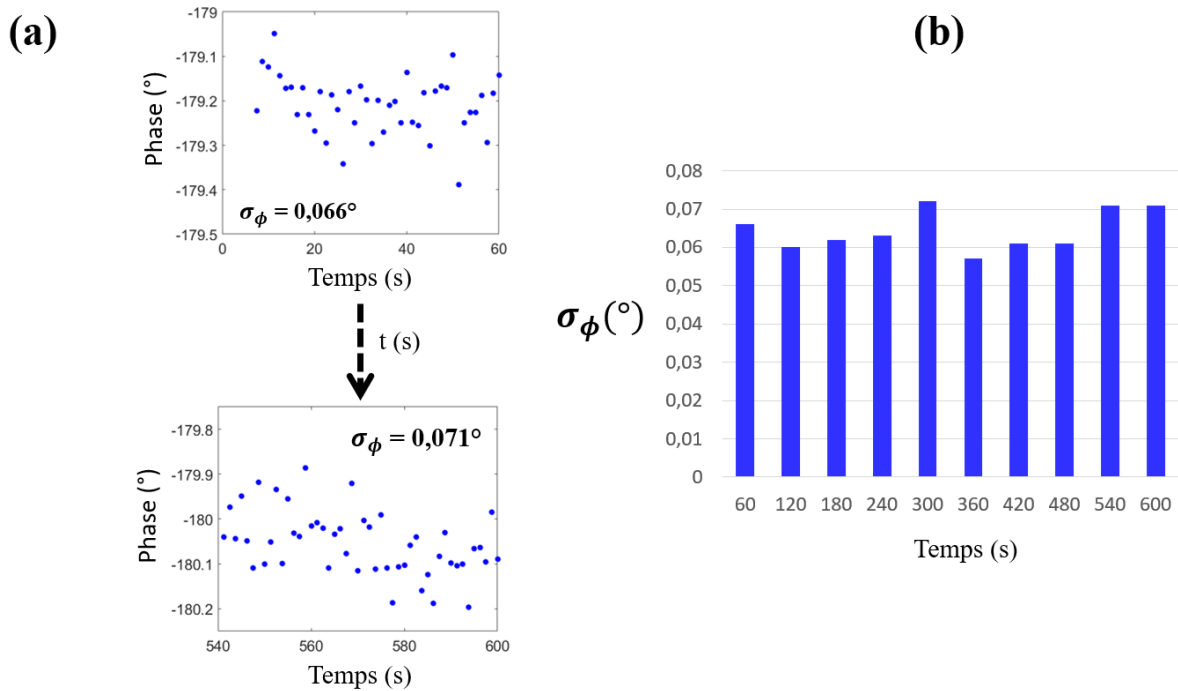 (a)
Phase (°)
-179
-179.1
-179.2
-179.3
-179.4
-179.5
σϕ = 0,066°
0 20 40 60
Temps (s)
t (s)
Phase (°)
-179.8
-179.9
-180
-180.1
-180.2
σϕ = 0,071°
540 560 580 600
Temps (s)
(b)
σϕ(°)
0,08
0,07
0,06
0,05
0,04
0,03
0,02
0,01
0
60 120 180 240 300 360 420 480 540 600
Temps (s)